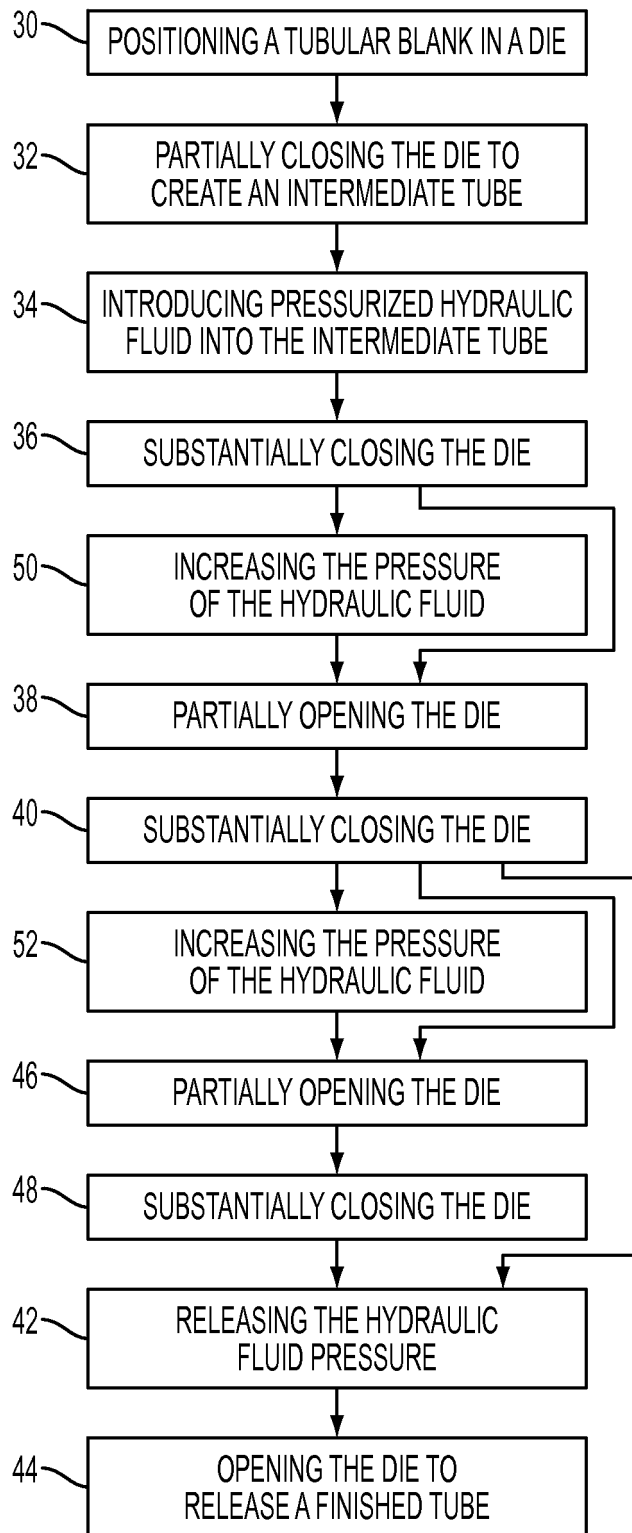 30
POSITIONING A TUBULAR BLANK IN A DIE
32
PARTIALLY CLOSING THE DIE TO
CREATE AN INTERMEDIATE TUBE
34
INTRODUCING PRESSURIZED HYDRAULIC
FLUID INTO THE INTERMEDIATE TUBE
36
SUBSTANTIALLY CLOSING THE DIE
50
INCREASING THE PRESSURE
OF THE HYDRAULIC FLUID
38
PARTIALLY OPENING THE DIE
40
SUBSTANTIALLY CLOSING THE DIE
52
INCREASING THE PRESSURE
OF THE HYDRAULIC FLUID
46
PARTIALLY OPENING THE DIE
48
SUBSTANTIALLY CLOSING THE DIE
42
RELEASING THE HYDRAULIC
FLUID PRESSURE
44
OPENING THE DIE TO
RELEASE A FINISHED TUBE